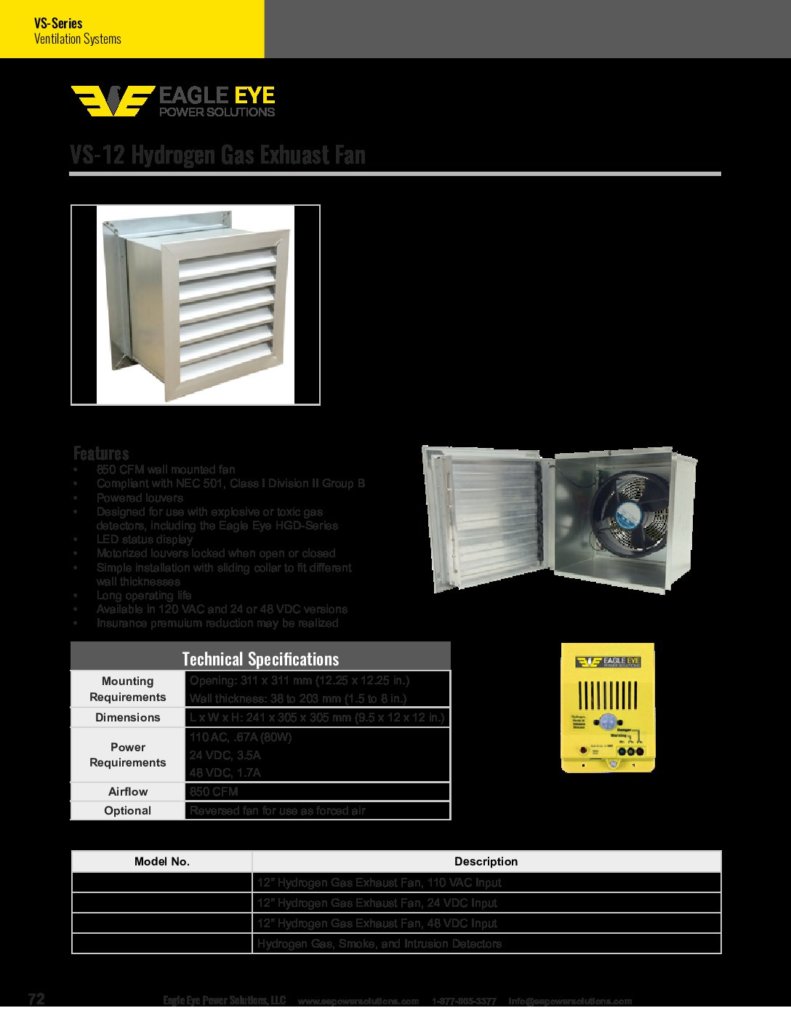 VS-Series
Ventilation Systems
EAGLE EYE
POWER SOLUTIONS
VS-12 Hydrogen Gas Exhuast Fan
Features
• 850 CFM wall mounted fan
• Compliant with NEC 501, Class I Division II Group B
• Powered louvers
• Designed for use with explosive or toxic gas
detectors, including the Eagle Eye HGD-Series
• LED status display
• Motorized louvers locked when open or closed
• Simple installation with sliding collar to fit different
wall thicknesses
• Long operating life
• Available in 120 VAC and 24 or 48 VDC versions
• Insurance premuium reduction may be realized
EAGLE EYE
POWER SOLUTIONS
Technical Specifications
Mounting Requirements
Opening: 311 x 311 mm (12.25 x 12.25 in.)
Wall thickness: 38 to 203 mm (1.5 to 8 in.)
Dimensions L x W x H: 241 x 305 x 305 mm (9.5 x 12 x 12 in.)
Power Requirements
110 AC, .67A (80W)
24 VDC, 3.5A
48 VDC, 1.7A
Airflow 850 CFM
Optional Reversed fan for use as forced air
Model No. Description
12" Hydrogen Gas Exhaust Fan, 110 VAC Input
12" Hydrogen Gas Exhaust Fan, 24 VDC Input
12" Hydrogen Gas Exhaust Fan, 48 VDC Input
Hydrogen Gas, Smoke, and Intrusion Detectors
72 Eagle Eye Power Solutions, LLC www.eepowersolutions.com 1-877-805-3377 info@eepowersolutions.com